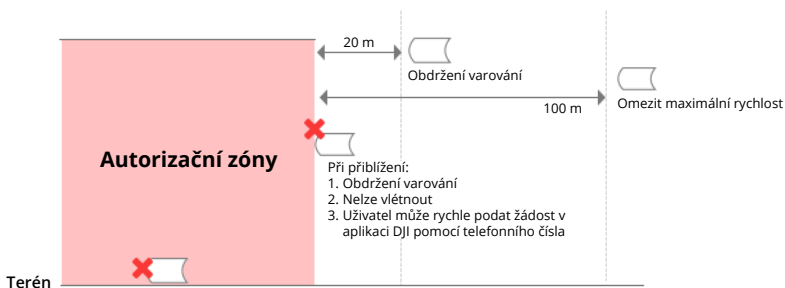 20 m
Obdržení varování
100 m
Omezit maximální rychlost
Autorizační zóny
Při přiblížení:
1. Obdržení varování
2. Nelze vlétnout
3. Uživatel může rychle podat žádost v
aplikaci DJI pomocí telefonního čísla
Terén